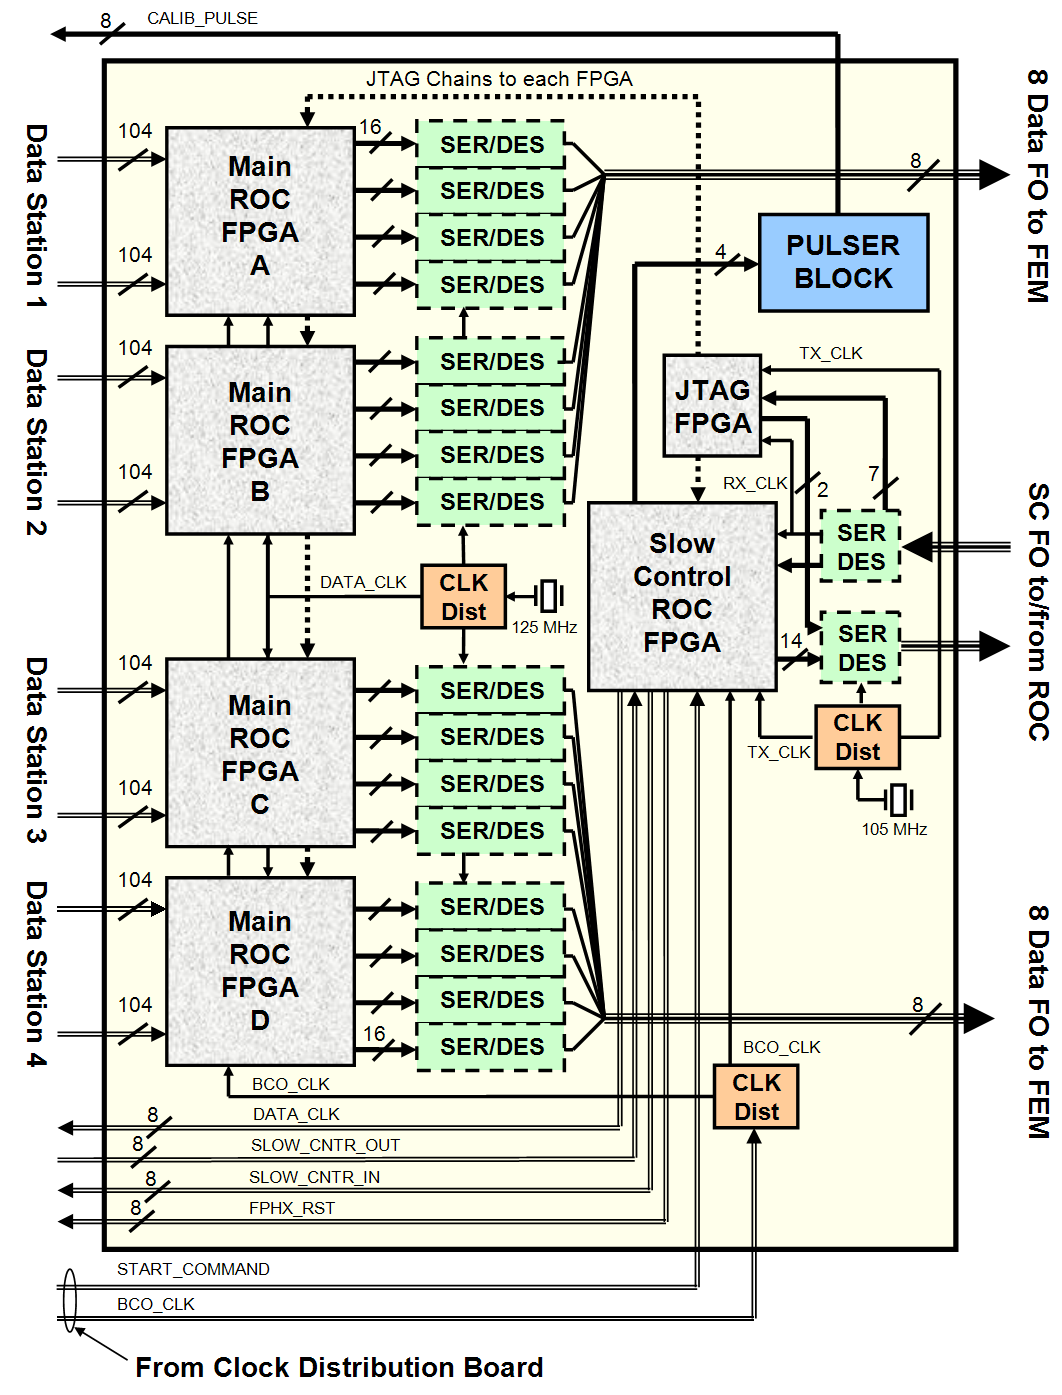 8 CALIB_PULSE
JTAG Chains to each FPGA
Data Station 1
104
104
Main
ROC
FPGA
A
16
SER/DES
SER/DES
SER/DES
SER/DES
8
8 Data FO to FEM
4
PULSER
BLOCK
Data Station 2
104
104
Main
ROC
FPGA
B
SER/DES
SER/DES
SER/DES
SER/DES
TX_CLK
JTAG
FPGA
RX_CLK
2
7
SC FO to/from ROC
SER
DES
Slow
Control
ROC
FPGA
DATA_CLK
CLK
Dist
125 MHz
14
SER
DES
TX_CLK
CLK
Dist
105 MHz
Data Station 3
104
104
Main
ROC
FPGA
C
SER/DES
SER/DES
SER/DES
SER/DES
Data Station 4
104
104
Main
ROC
FPGA
D
16
SER/DES
SER/DES
SER/DES
SER/DES
8
8 Data FO to FEM
BCO_CLK
CLK
Dist
BCO_CLK
8 DATA_CLK
8 SLOW_CNTR_OUT
8 SLOW_CNTR_IN
8 FPHX_RST
START_COMMAND
BCO_CLK
From Clock Distribution Board